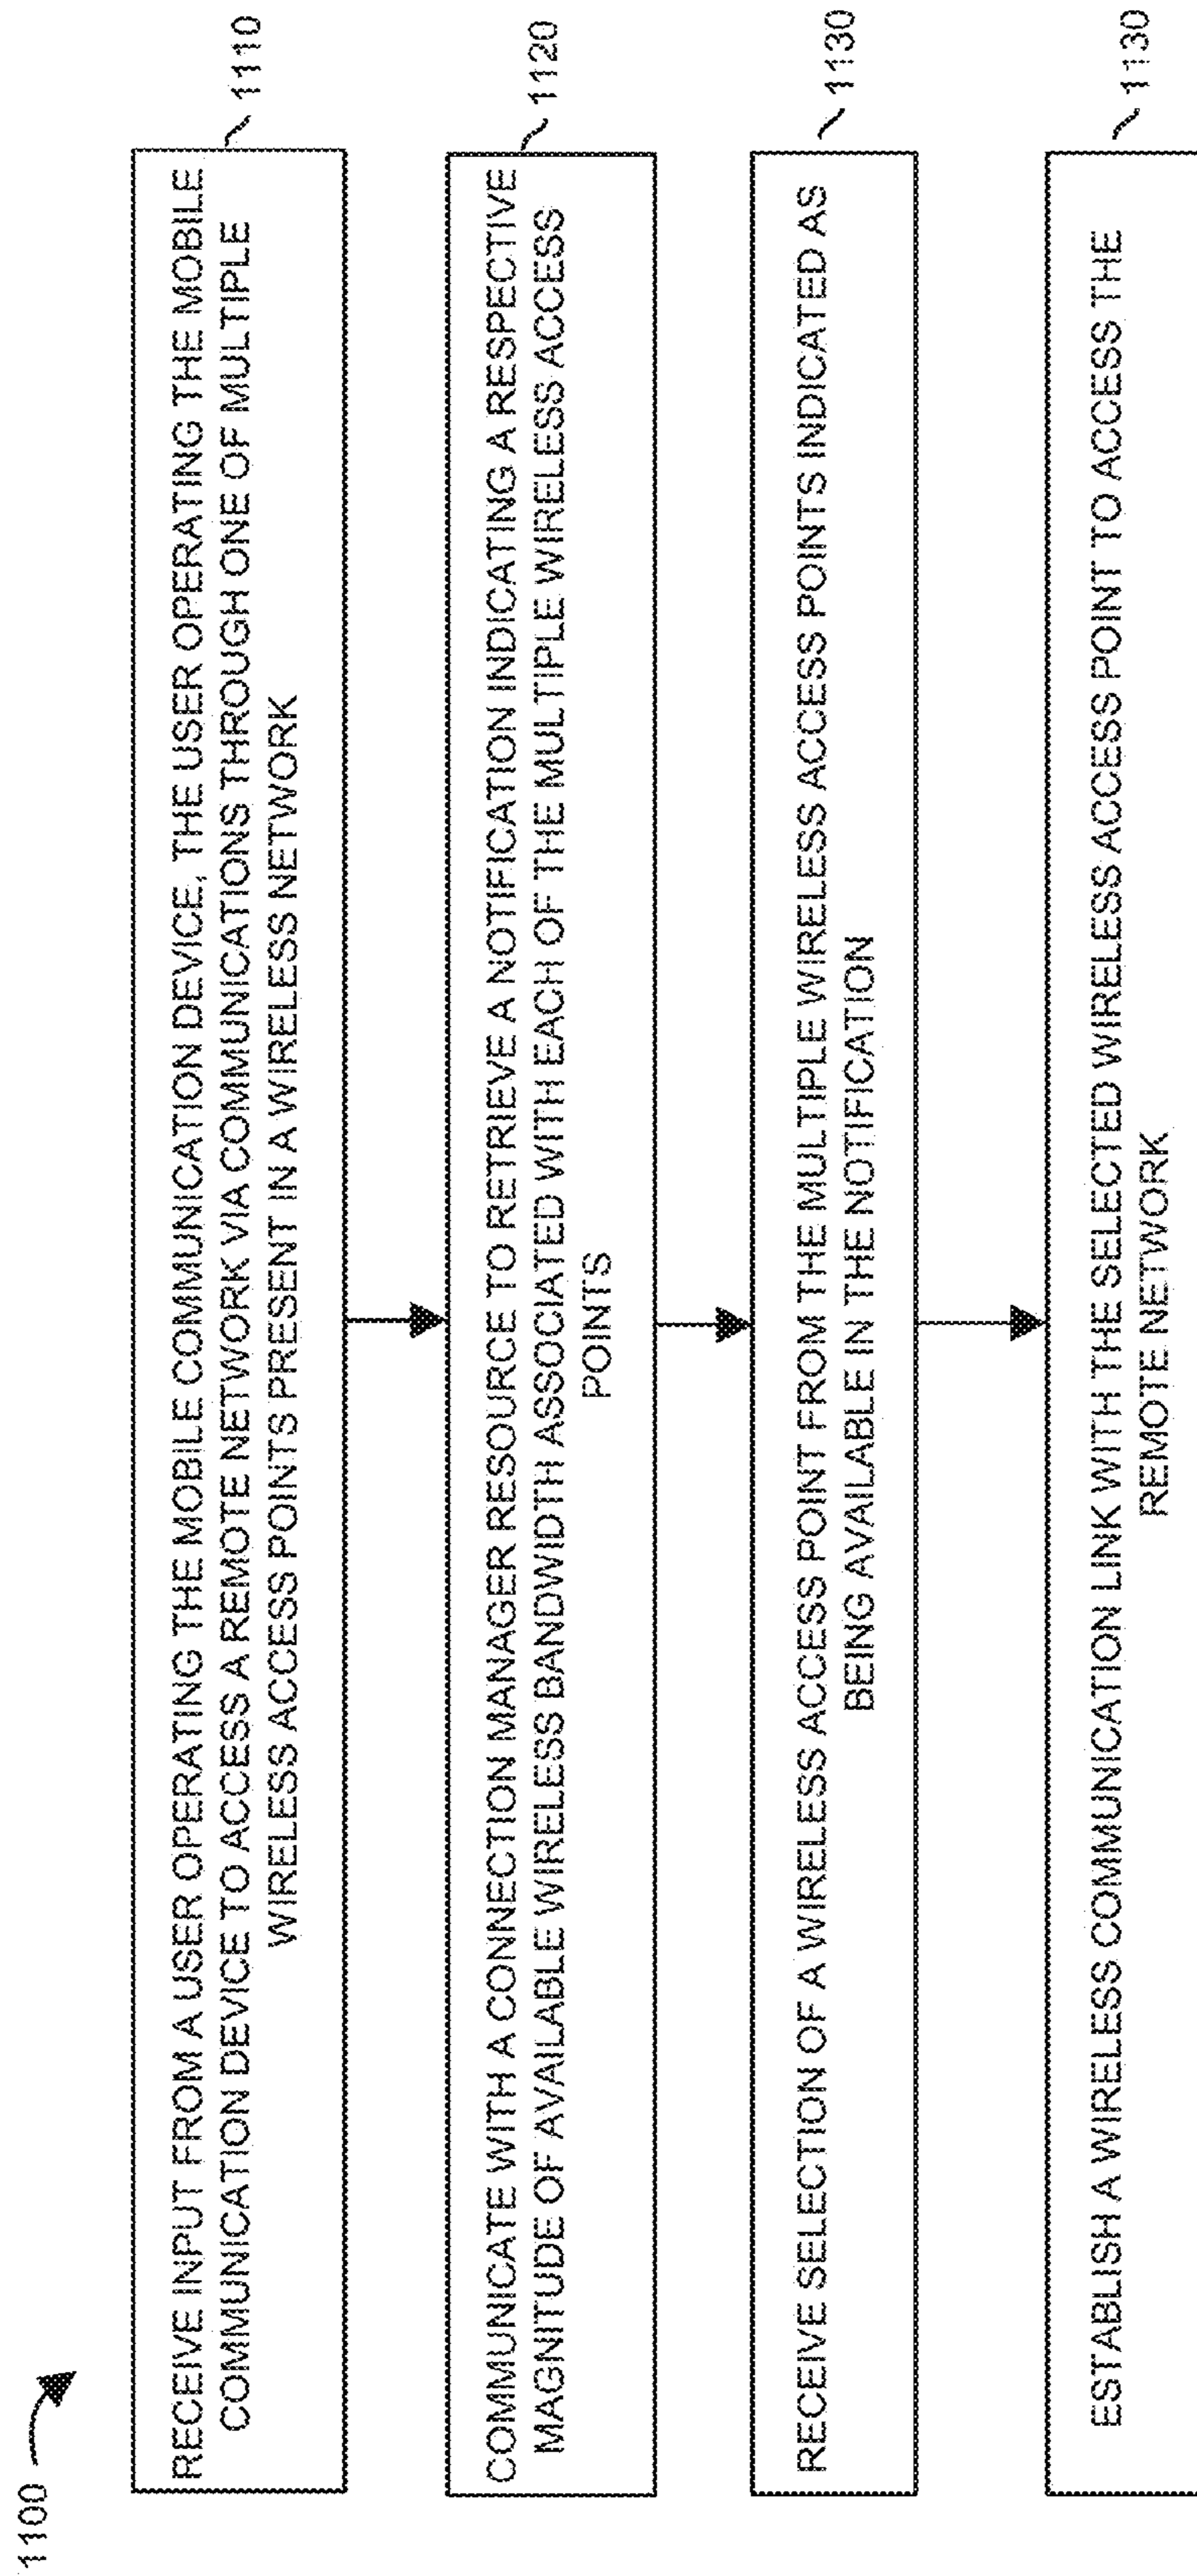 1100
RECEIVE INPUT FROM A USER OPERATING THE MOBILE COMMUNICATION DEVICE, THE USER OPERATING THE MOBILE
COMMUNICATION DEVICE TO ACCESS A REMOTE NETWORK VIA COMMUNICATIONS THROUGH ONE OF MULTIPLE
WIRELESS ACCESS POINTS PRESENT IN A WIRELESS NETWORK
1110
COMMUNICATE WITH A CONNECTION MANAGER RESOURCE TO RETRIEVE A NOTIFICATION INDICATING A RESPECTIVE
MAGNITUDE OF AVAILABLE WIRELESS BANDWIDTH ASSOCIATED WITH EACH OF THE MULTIPLE WIRELESS ACCESS
POINTS
1120
RECEIVE SELECTION OF A WIRELESS ACCESS POINT FROM THE MULTIPLE WIRELESS ACCESS POINTS INDICATED AS
BEING AVAILABLE IN THE NOTIFICATION
1130
ESTABLISH A WIRELESS COMMUNICATION LINK WITH THE SELECTED WIRELESS ACCESS POINT TO ACCESS THE
REMOTE NETWORK
1130